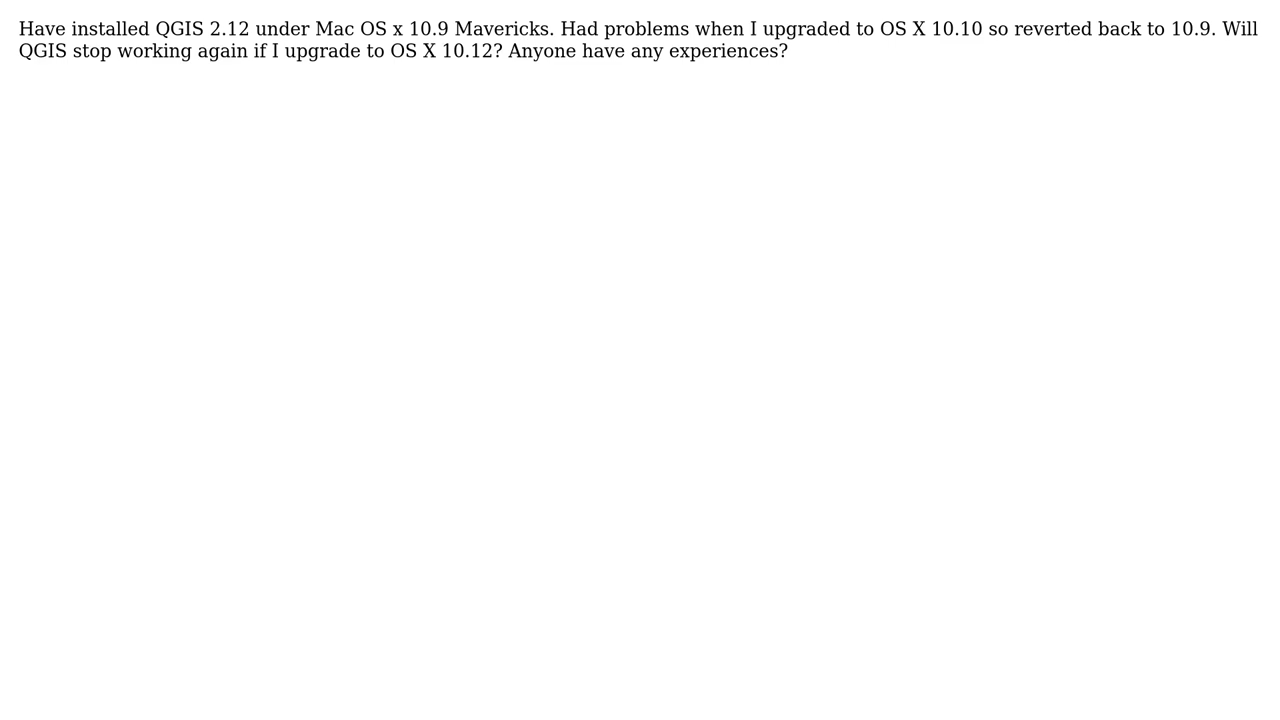 Have installed QGIS 2.12 under Mac OS x 10.9 Mavericks. Had problems when I upgraded to OS X 10.10 so reverted back to 10.9. Will
QGIS stop working again if I upgrade to OS X 10.12? Anyone have any experiences?